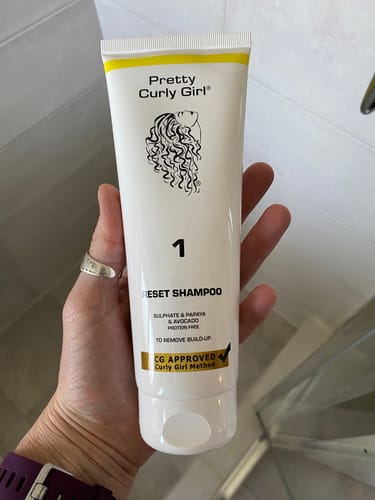 Pretty
Curly Girl®
1
RESET SHAMPOO
SULPHATE & PAPAYA
& AVOCADO
PROTEIN FREE
TO REMOVE BUILD-UP.
CG APPROVED
Curly Girl Method